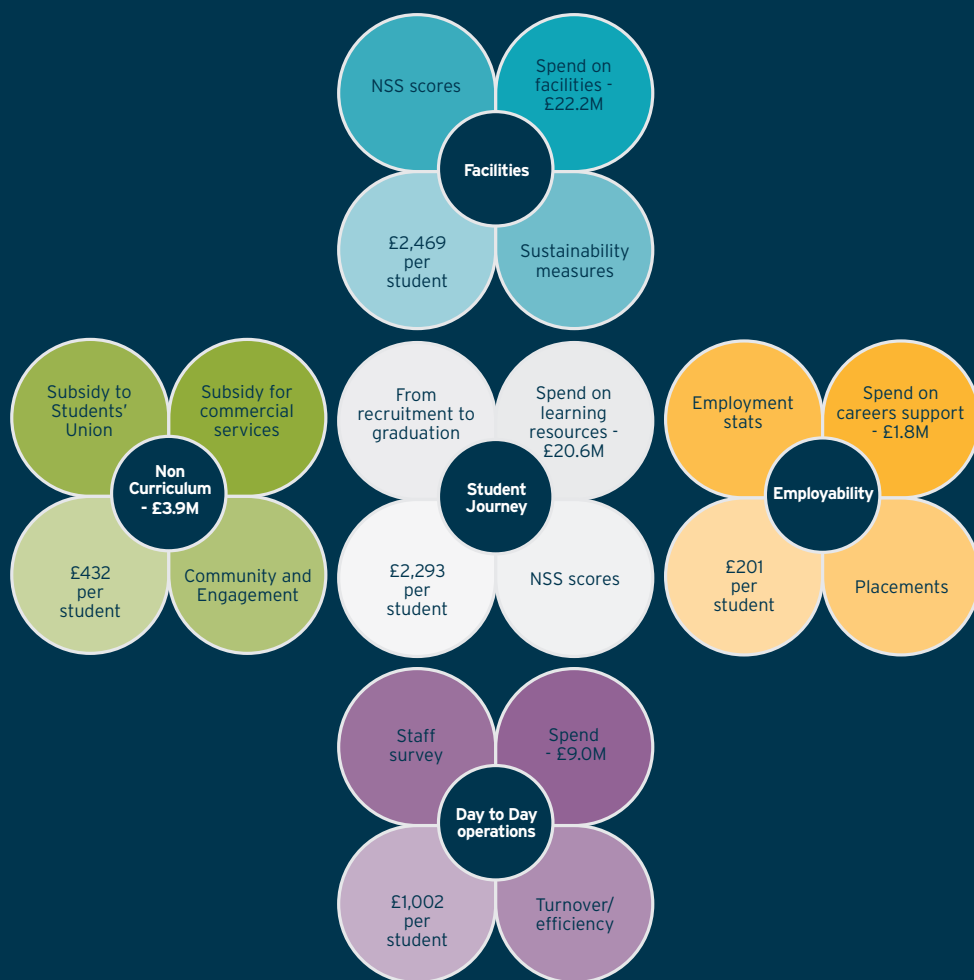 NSS scores
Spend on
facilities -
£22.2M
Facilities
£2,469
per
student
Sustainability
measures
Subsidy to
Students'
Union
Subsidy for
commercial
services
Non
Curriculum
- £3.9M
£432
per
student
Community and
Engagement
From
recruitment to
graduation
Spend on
learning
resources -
£20.6M
Student
Journey
£2,293
per
student
NSS scores
Employment
stats
Spend on
careers support
- £1.8M
Employability
£201
per
student
Placements
Staff
survey
Spend
- £9.0M
Day to Day
operations
£1,002
per
student
Turnover/
efficiency